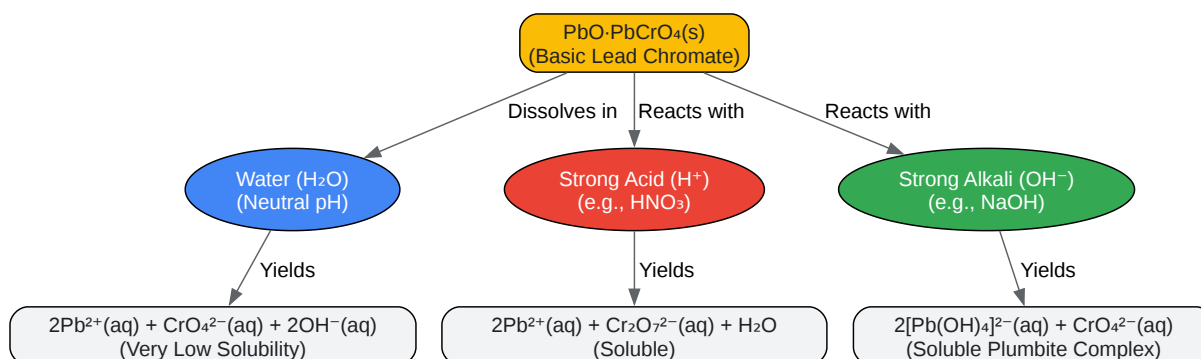 PbO·PbCrO₄(s)
(Basic Lead Chromate)
Dissolves in
Reacts with
Reacts with
Water (H₂O)
(Neutral pH)
Strong Acid (H⁺)
(e.g., HNO₃)
Strong Alkali (OH⁻)
(e.g., NaOH)
Yields
Yields
Yields
2Pb²⁺(aq) + CrO₄²⁻(aq) + 2OH⁻(aq)
(Very Low Solubility)
2Pb²⁺(aq) + Cr₂O₇²⁻(aq) + H₂O
(Soluble)
2[Pb(OH)₄]²⁻(aq) + CrO₄²⁻(aq)
(Soluble Plumbite Complex)